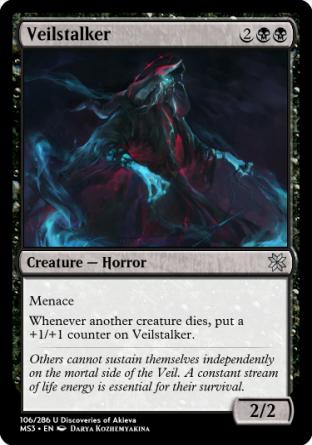 Veilstalker 2
Creature — Horror
Menace
Whenever another creature dies, put a
+1/+1 counter on Veilstalker.
Others cannot sustain themselves independently
on the mortal side of the Veil. A constant stream
of life energy is essential for their survival.
2/2
106/286 U Discoveries of Akieva
MS3 • EN Darya Kozhemyakina